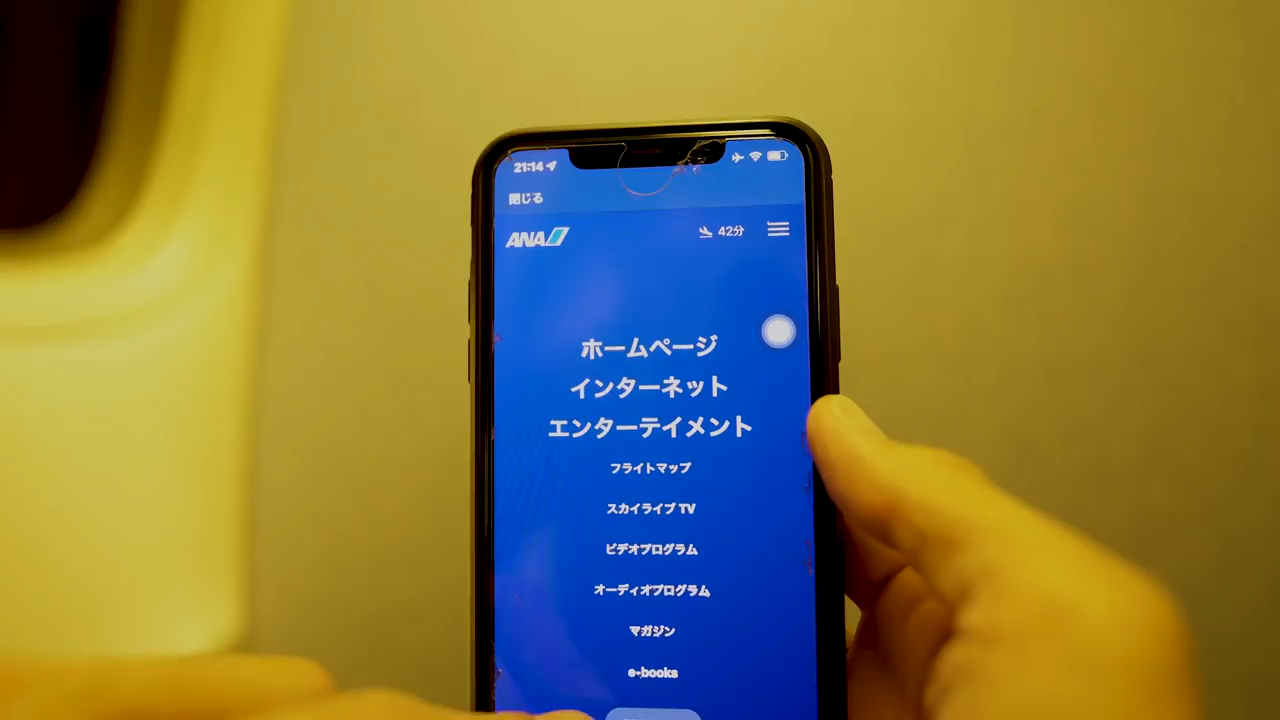 21:14
閉じる
ANA
42分
ホームページ
インターネット
エンターテイメント
フライトマップ
スカイライブ TV
ビデオプログラム
オーディオプログラム
マガジン
e-books